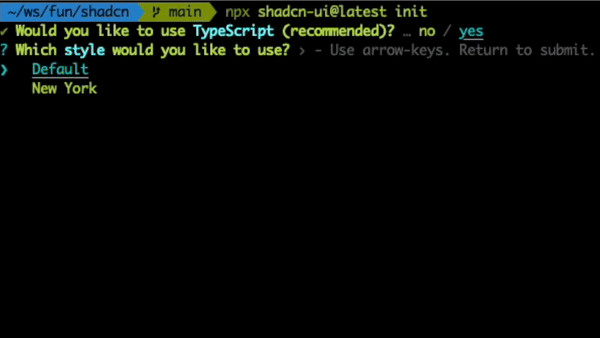 ~/ws/fun/shadcn main npx shadcn-ui@latest init
✔ Would you like to use TypeScript (recommended)? … no / yes
? Which style would you like to use? › - Use arrow-keys. Return to submit.
❯ Default
New York